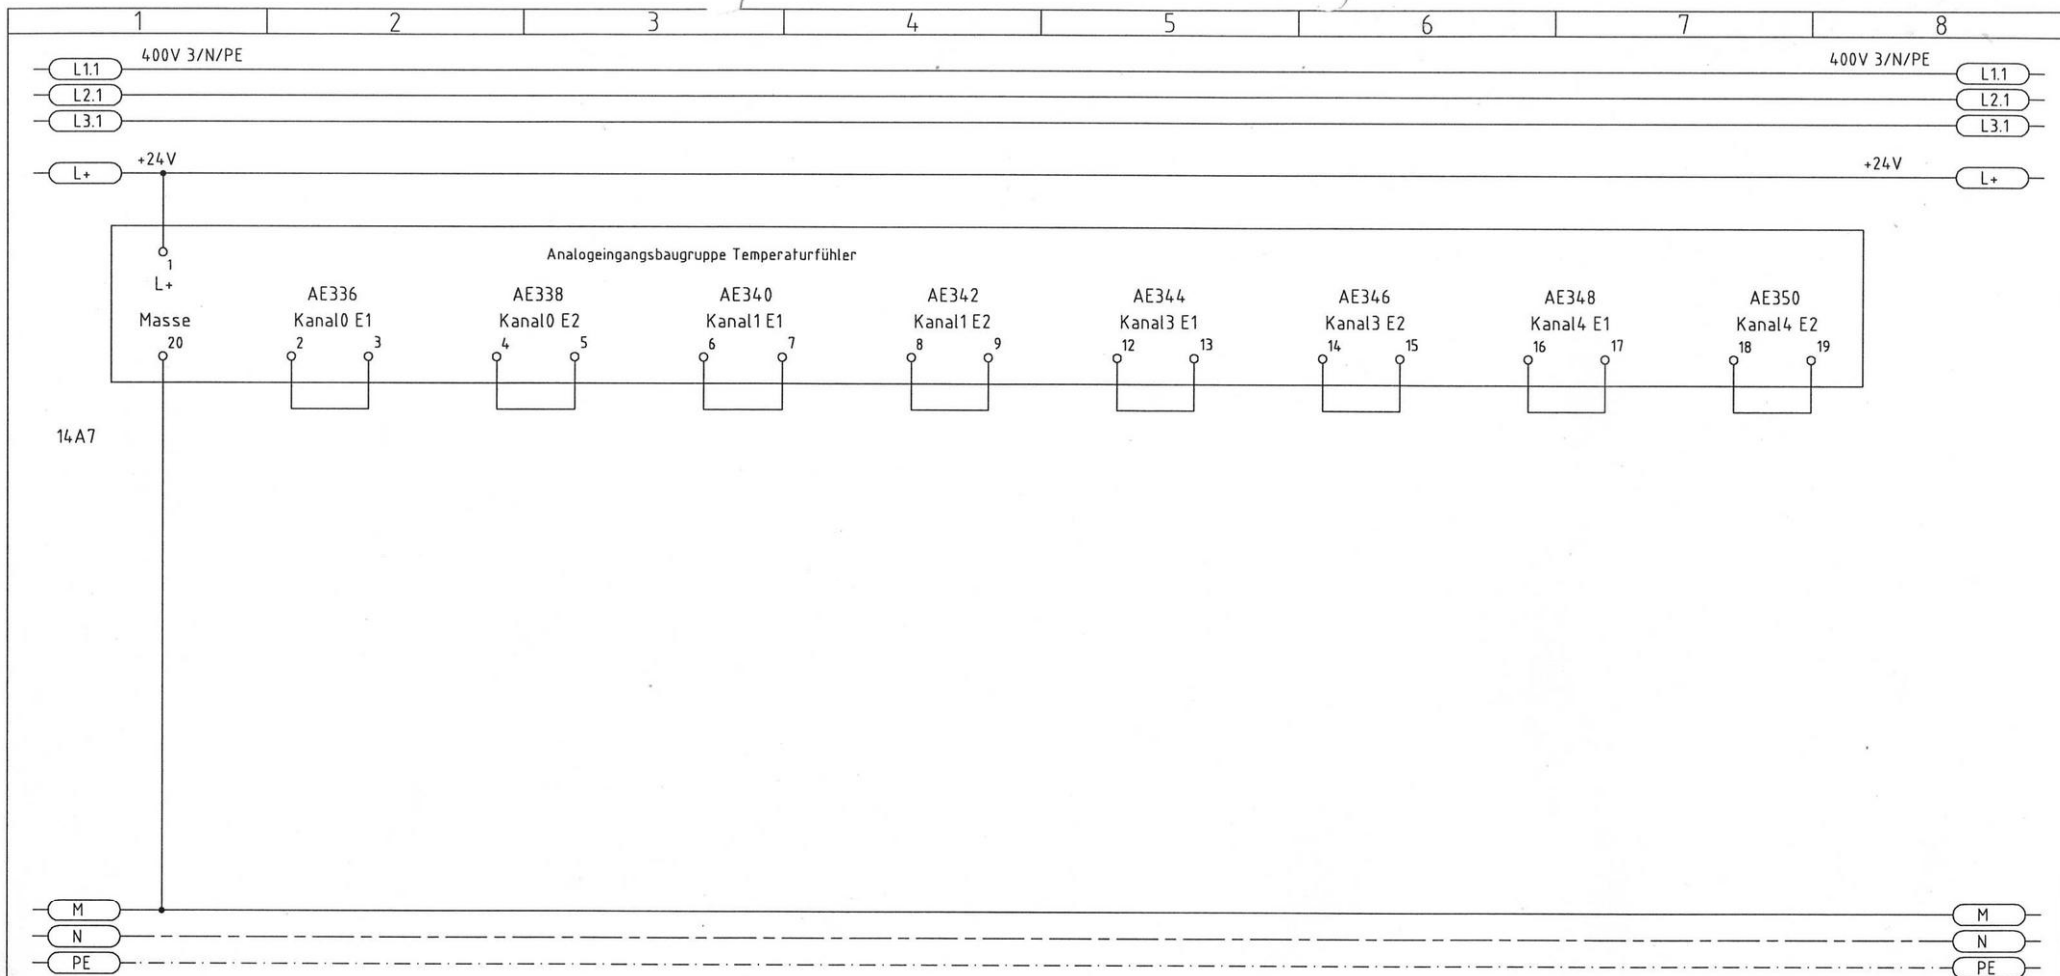 1 2 3 4 5 6 7 8
400V 3/N/PE 400V 3/N/PE
L1.1 L1.1
L2.1 L2.1
L3.1 L3.1
+24V +24V
L+ L+
Analogeingangsbaugruppe Temperaturfühler
1
L+
AE336 AE338 AE340 AE342 AE344 AE346 AE348 AE350
Masse Kanal0 E1 Kanal0 E2 Kanal1 E1 Kanal1 E2 Kanal3 E1 Kanal3 E2 Kanal4 E1 Kanal4 E2
20 2 3 4 5 6 7 8 9 12 13 14 15 16 17 18 19
14A7
M M
N N
PE PE